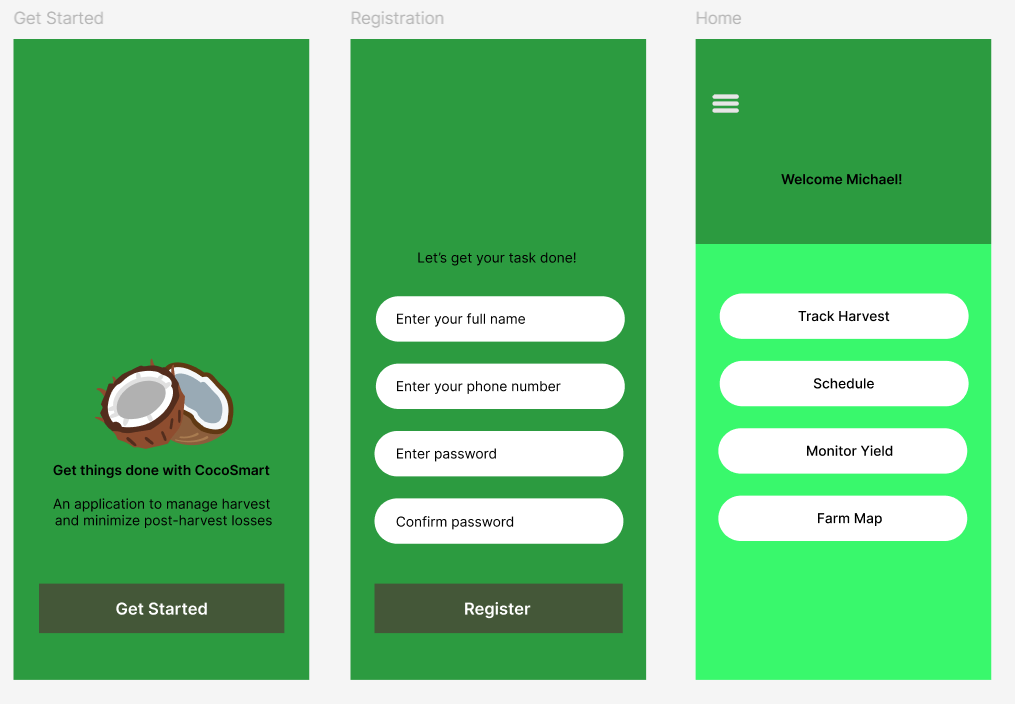 Get Started
Get things done with CocoSmart
An application to manage harvest
and minimize post-harvest losses
Get Started
Registration
Let's get your task done!
Enter your full name
Enter your phone number
Enter password
Confirm password
Register
Home
Welcome Michael!
Track Harvest
Schedule
Monitor Yield
Farm Map